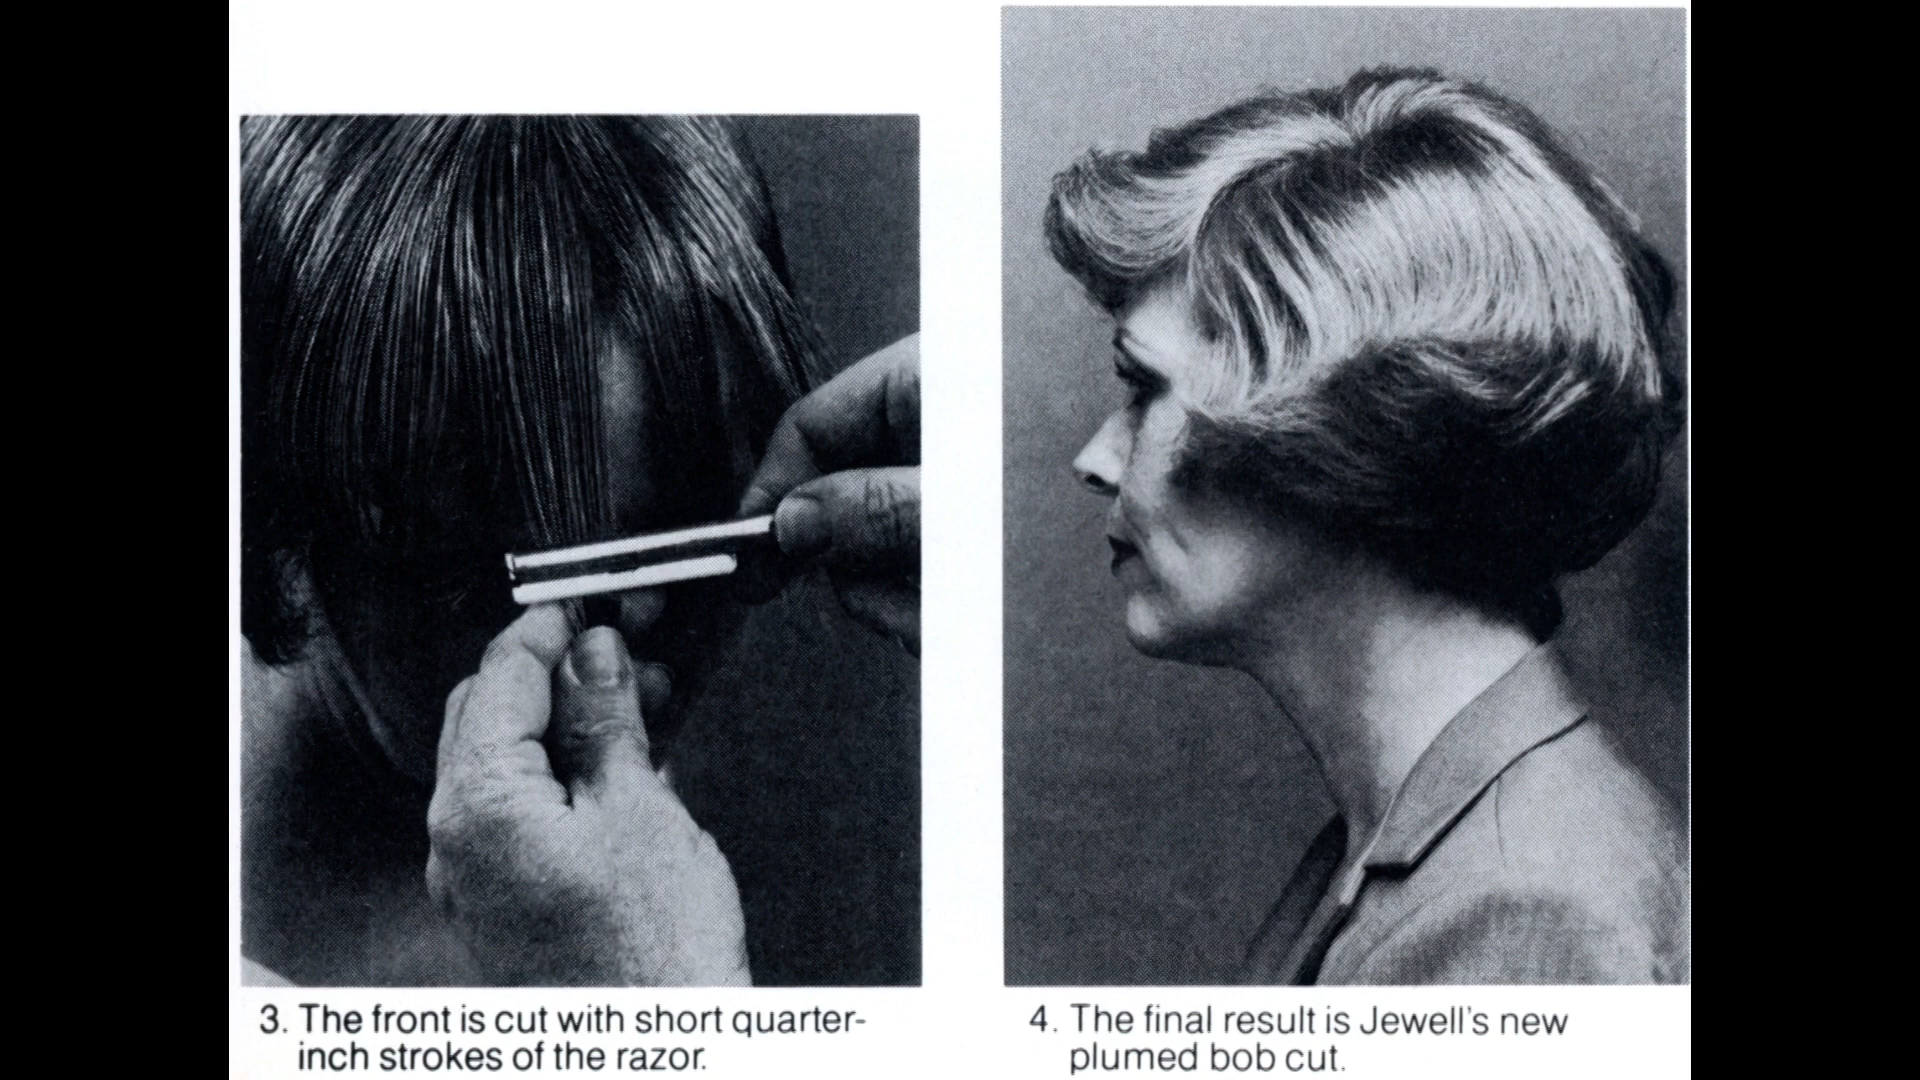 3. The front is cut with short quarter-
inch strokes of the razor.
4. The final result is Jewell's new
plumed bob cut.